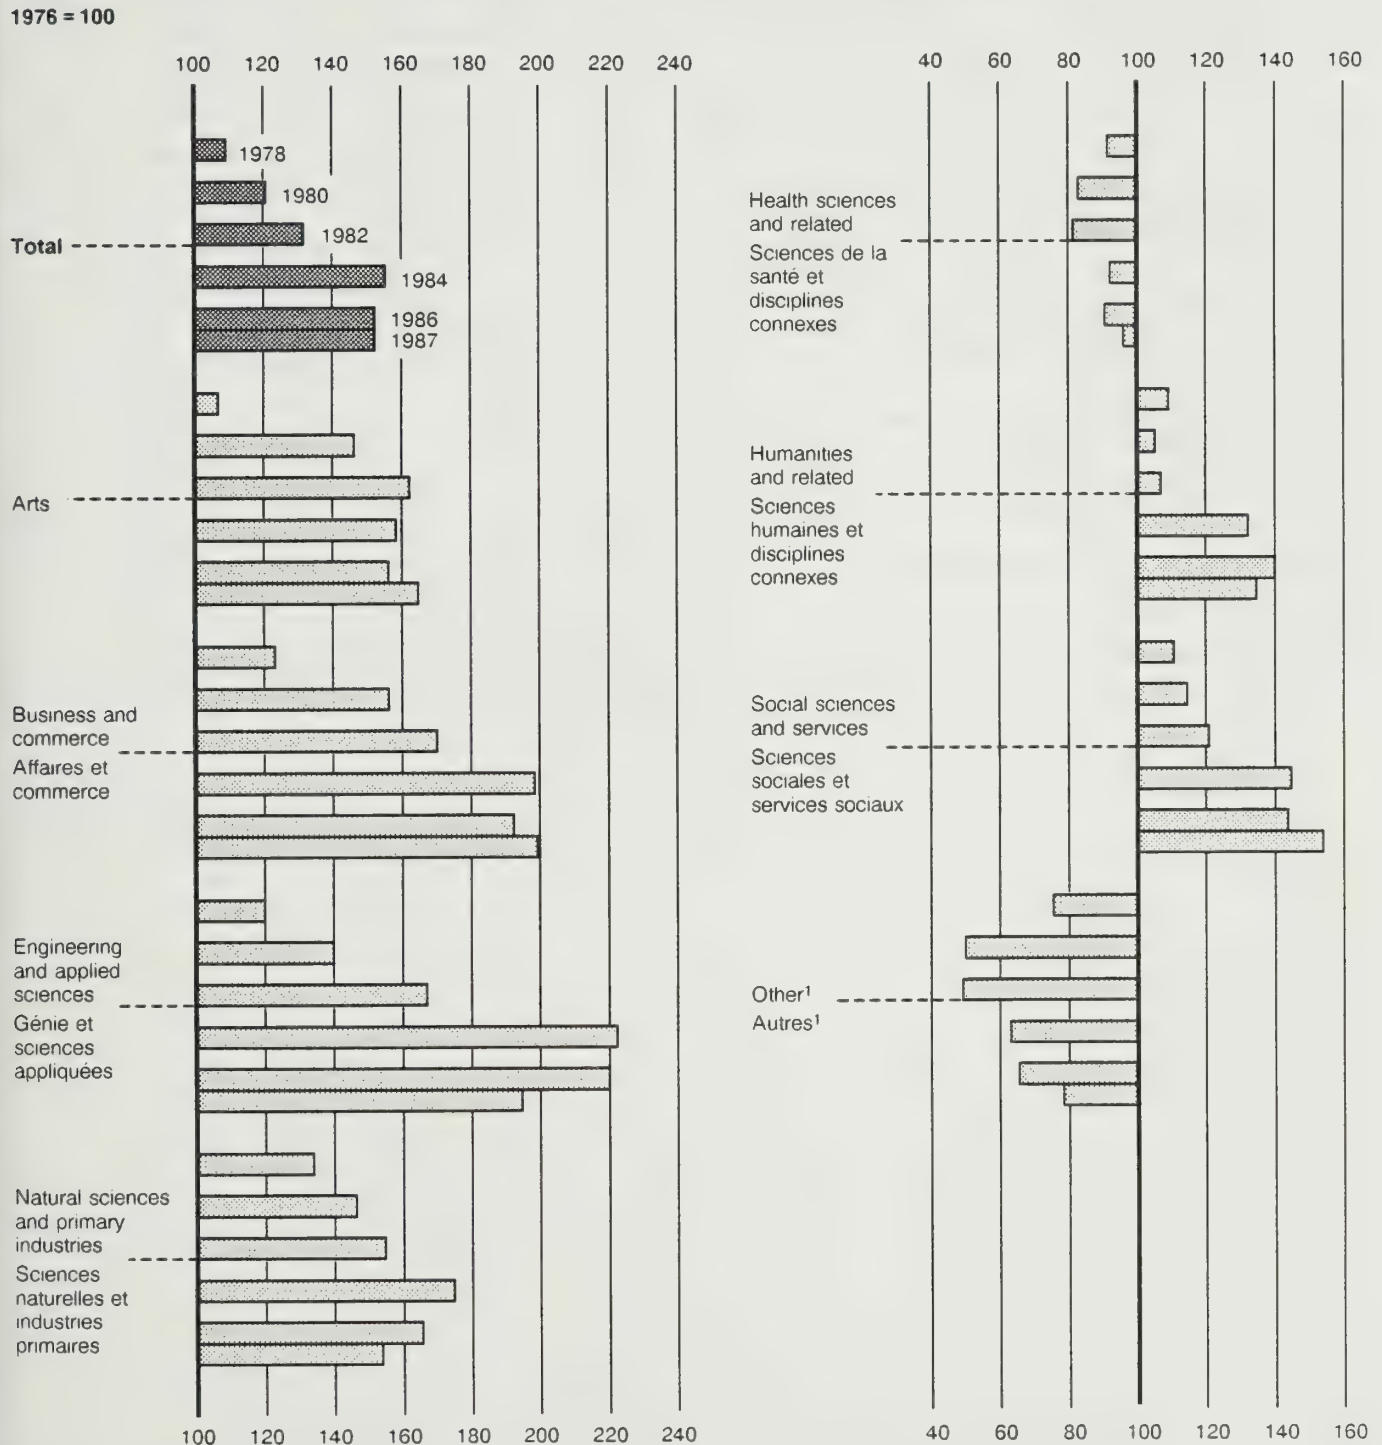 1976 = 100
100 120 140 160 180 200 220 240
1978
1980
1982
Total
1984
1986
1987
Arts
Business and
commerce
Affaires et
commerce
Engineering
and applied
sciences
Génie et
sciences
appliquées
Natural sciences
and primary
industries
Sciences
naturelles et
industries
primaires
100 120 140 160 180 200 220 240
40 60 80 100 120 140 160
Health sciences
and related
Sciences de la
santé et
disciplines
connexes
Humanities
and related
Sciences
humaines et
disciplines
connexes
Social sciences
and services
Sciences
sociales et
services sociaux
Other¹
Autres¹
40 60 80 100 120 140 160